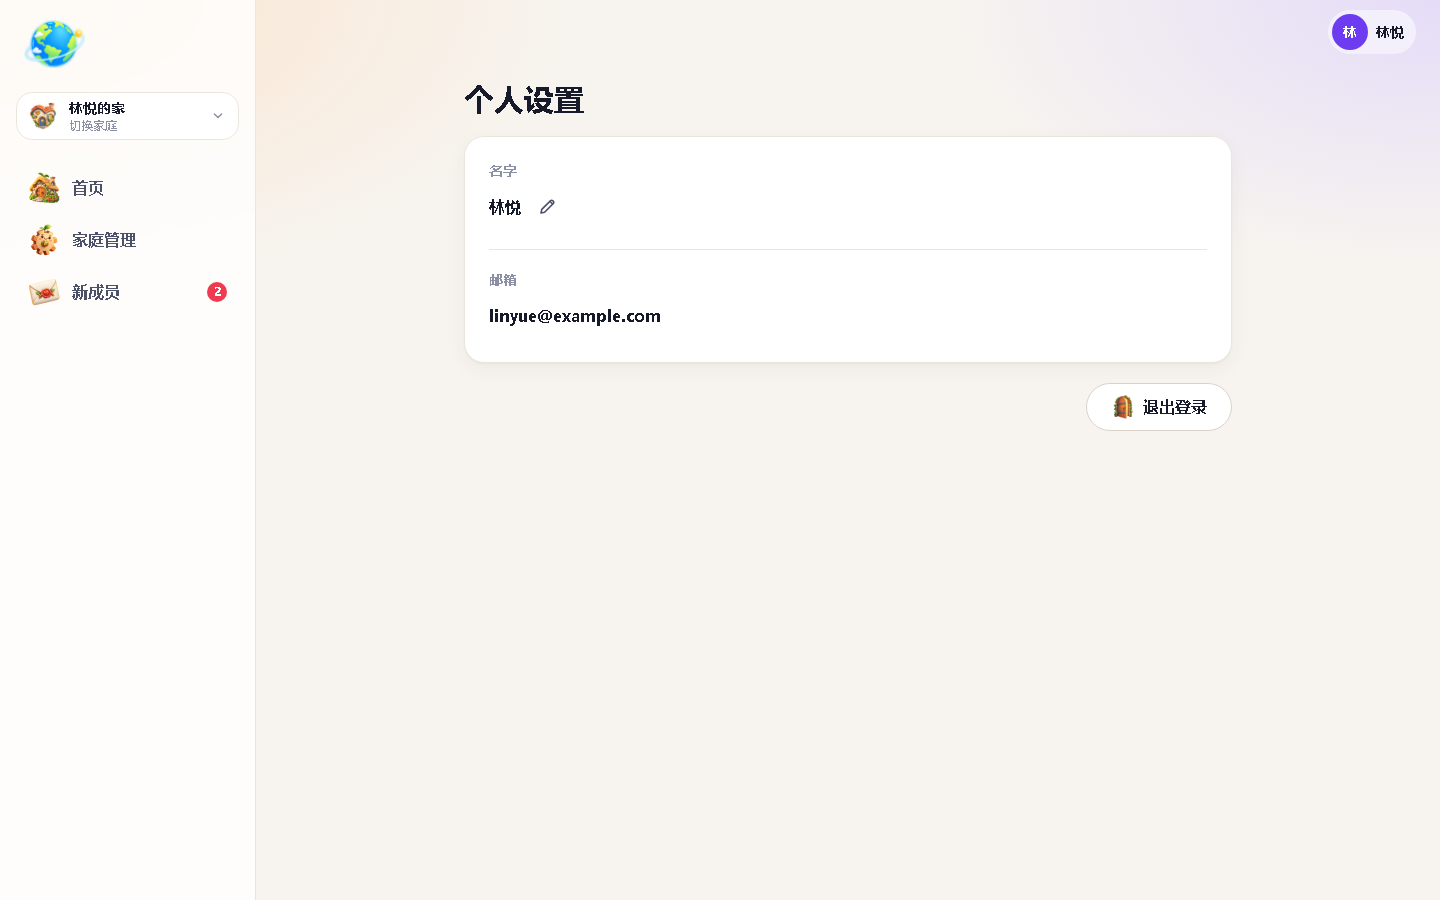 林悦的家
切换家庭
首页
家庭管理
新成员
2
林
林悦
个人设置
名字
林悦
邮箱
linyue@example.com
退出登录